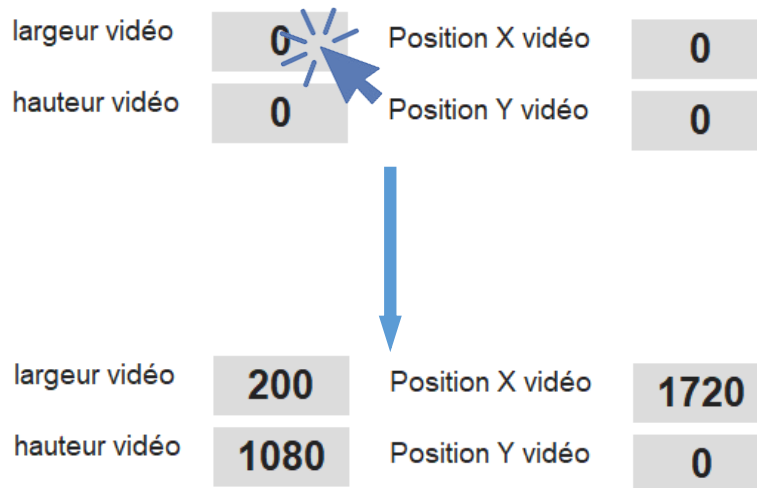 largeur vidéo 0 Position X vidéo 0
hauteur vidéo 0 Position Y vidéo 0
largeur vidéo 200 Position X vidéo 1720
hauteur vidéo 1080 Position Y vidéo 0